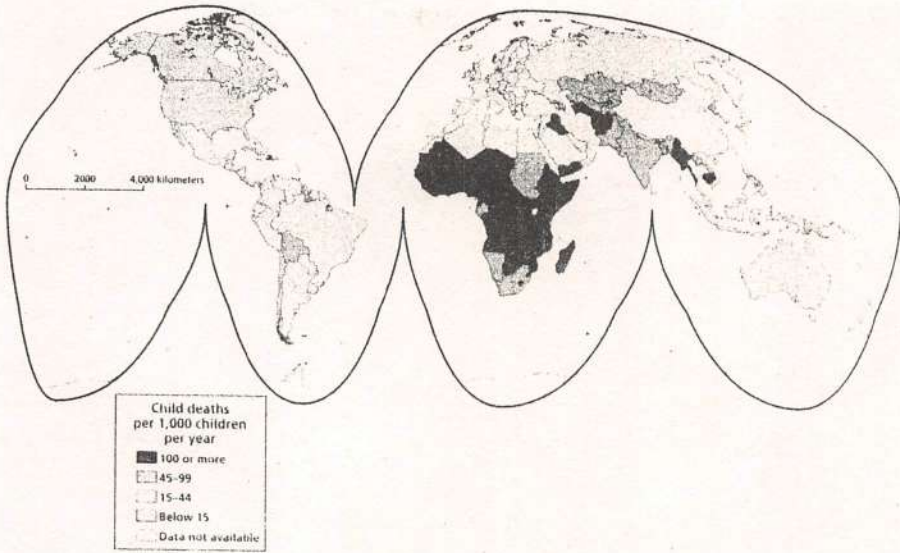 0 2000 4,000 kilometers
Child deaths
per 1,000 children
per year
100 or more
45–99
15–44
Below 15
Data not available